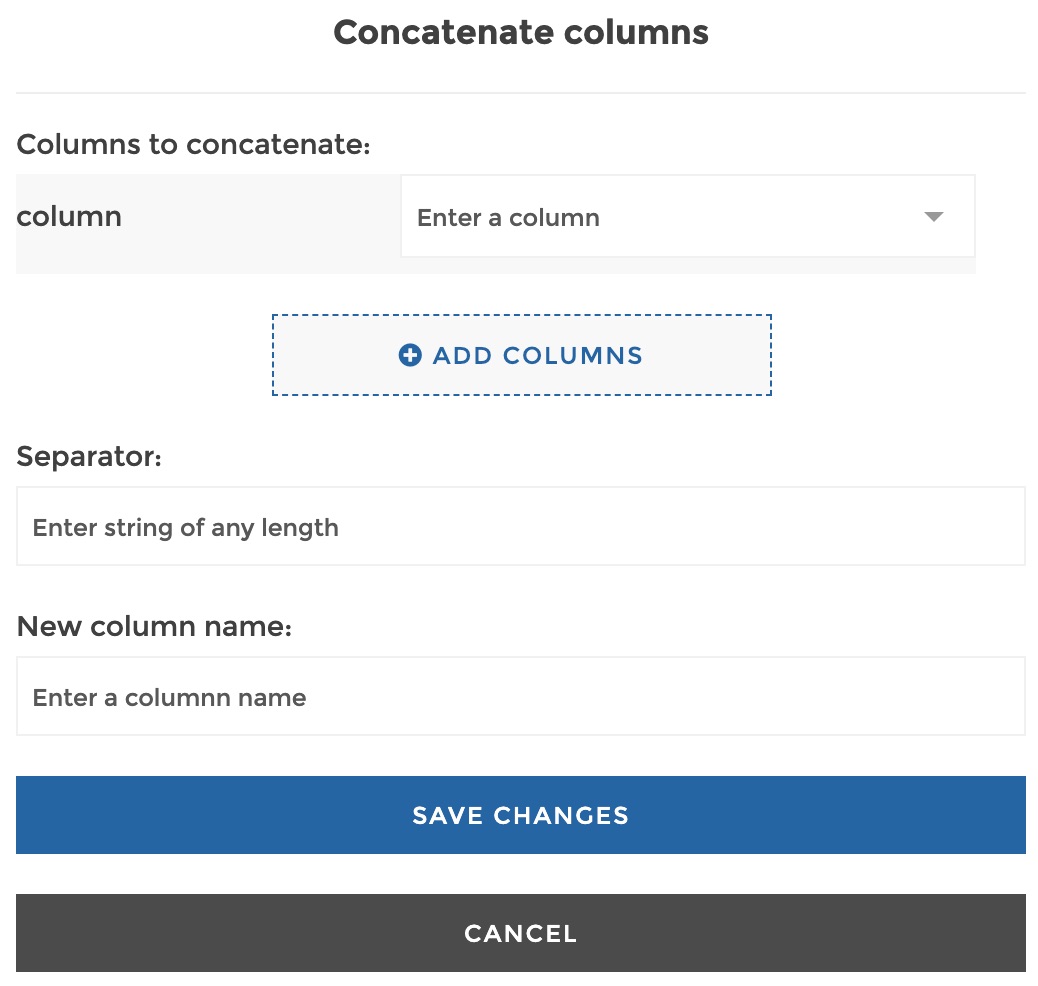 Concatenate columns
Columns to concatenate:
column
Enter a column
ADD COLUMNS
Separator:
Enter string of any length
New column name:
Enter a columnn name
SAVE CHANGES
CANCEL